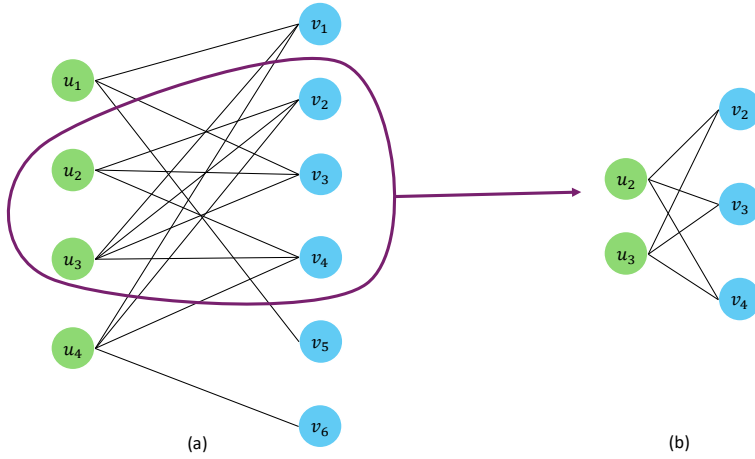 v₁
u₁
v₂
u₂
v₃
u₃
v₄
u₄
v₅
v₆
(a)
v₂
u₂
v₃
u₃
v₄
(b)